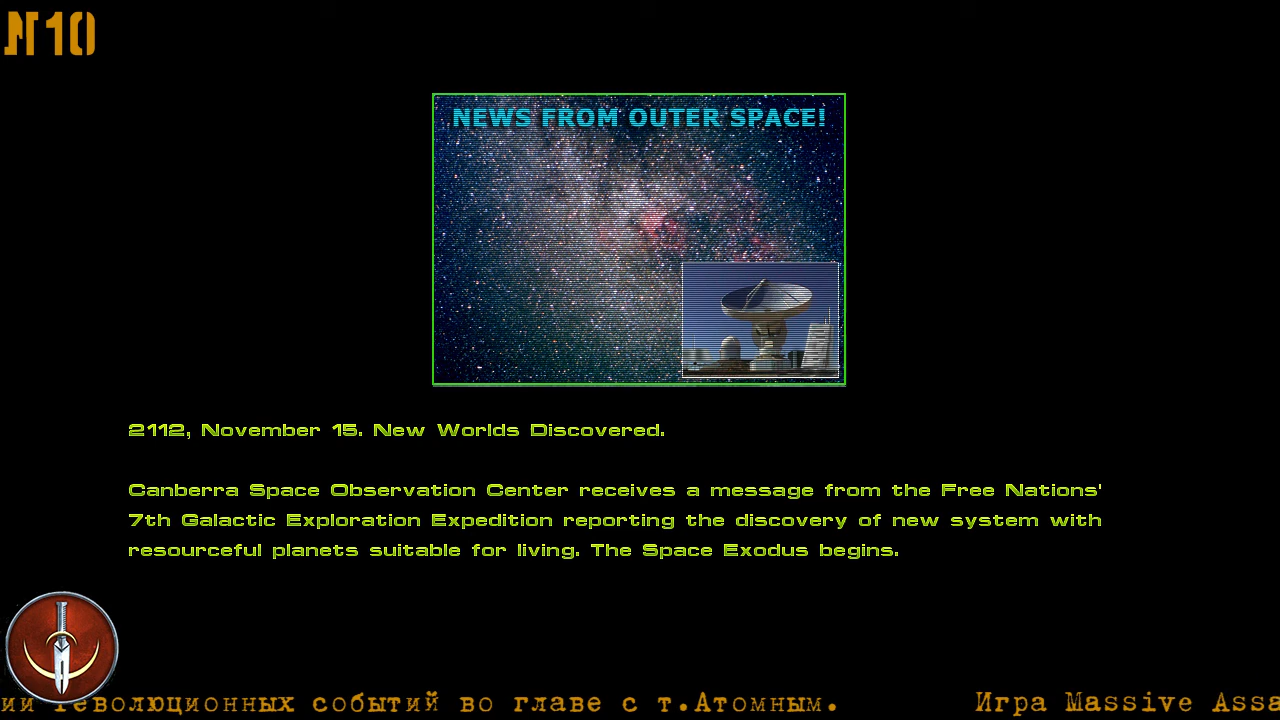 №10
NEWS FROM OUTER SPACE!
2112, November 15. New Worlds Discovered.
Canberra Space Observation Center receives a message from the Free Nations'
7th Galactic Exploration Expedition reporting the discovery of new system with
resourceful planets suitable for living. The Space Exodus begins.
революционных событий во главе с т.Атомным. Игра Massive